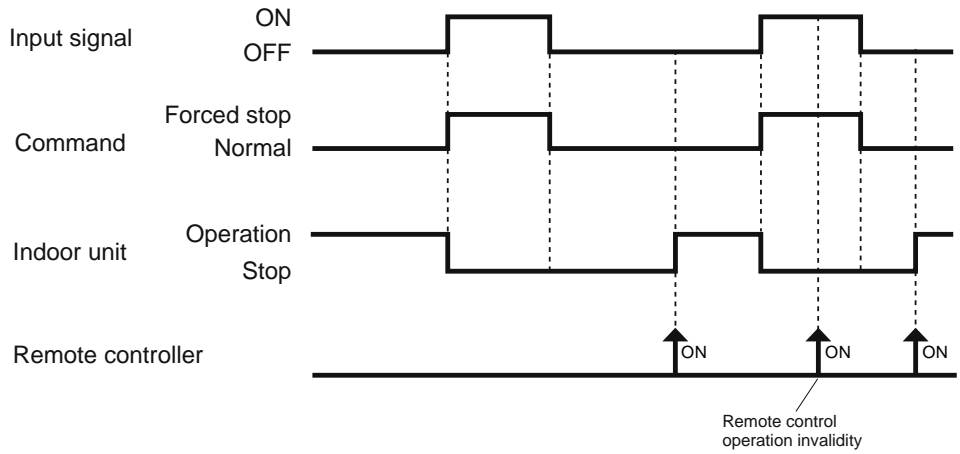 ON
Input signal
OFF
Forced stop
Command
Normal
Operation
Indoor unit
Stop
Remote controller
ON
ON
ON
Remote control
operation invalidity